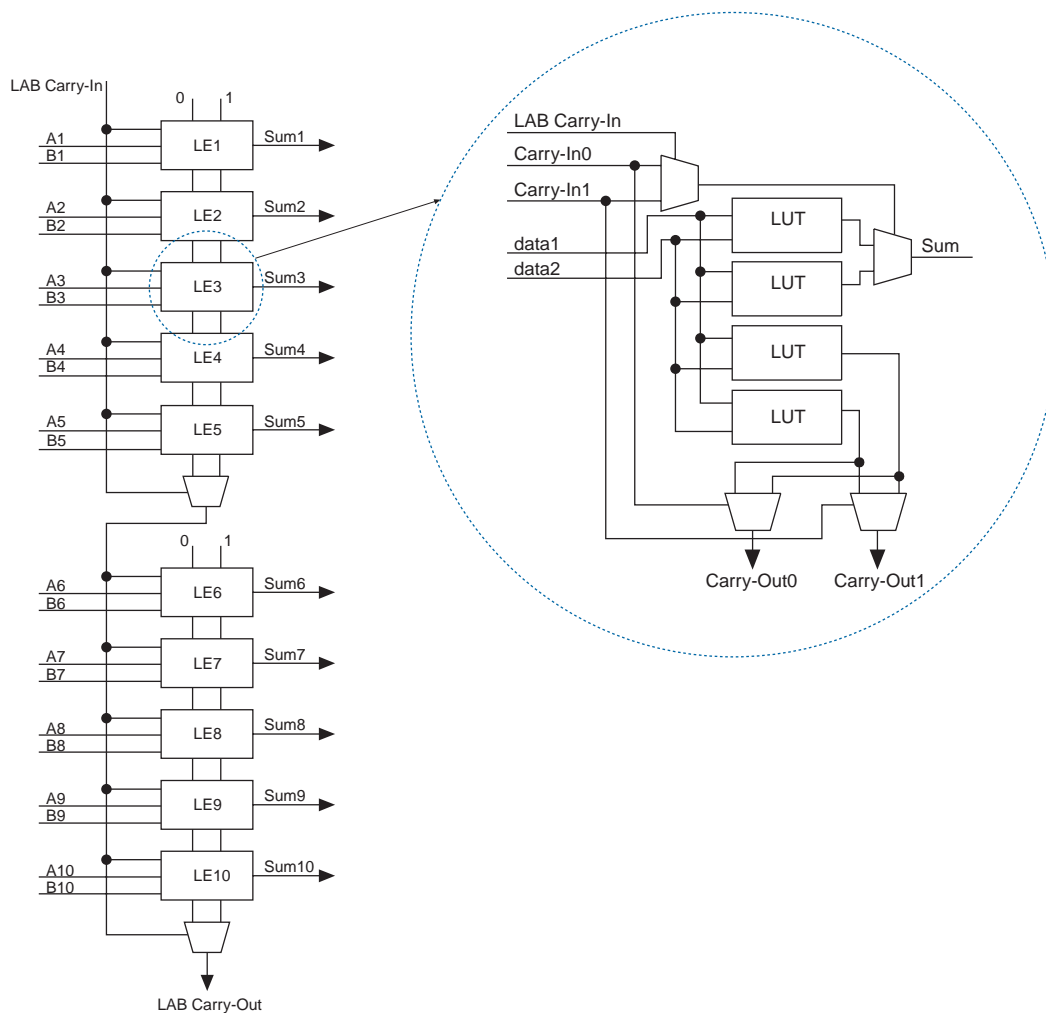 LAB Carry-In
0 1
A1
B1
LE1
Sum1
A2
B2
LE2
Sum2
A3
B3
LE3
Sum3
A4
B4
LE4
Sum4
A5
B5
LE5
Sum5
0 1
A6
B6
LE6
Sum6
A7
B7
LE7
Sum7
A8
B8
LE8
Sum8
A9
B9
LE9
Sum9
A10
B10
LE10
Sum10
LAB Carry-Out
LAB Carry-In
Carry-In0
Carry-In1
data1
data2
LUT
LUT
LUT
LUT
Sum
Carry-Out0
Carry-Out1